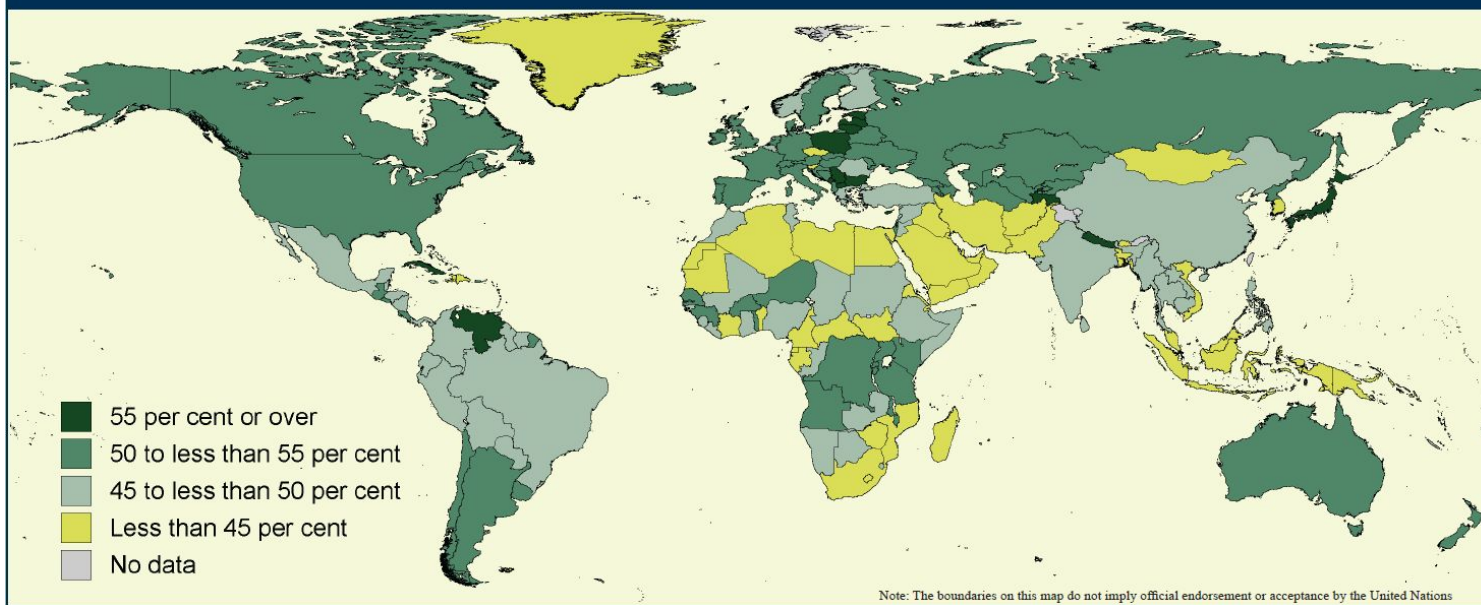 55 per cent or over
50 to less than 55 per cent
45 to less than 50 per cent
Less than 45 per cent
No data
Note: The boundaries on this map do not imply official endorsement or acceptance by the United Nations